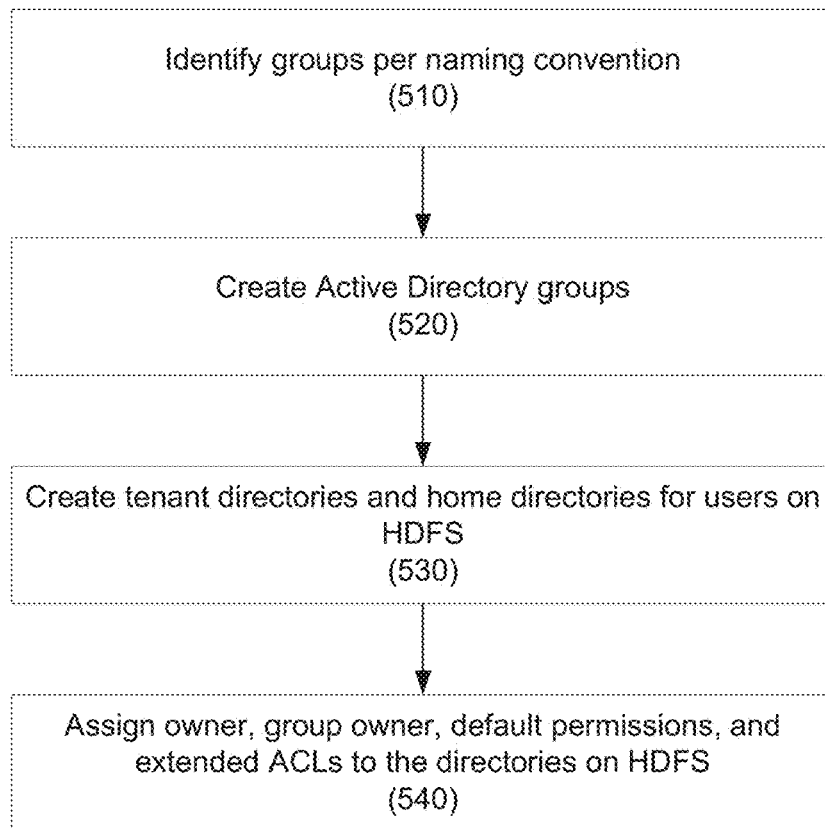 Identify groups per naming convention
(510)
Create Active Directory groups
(520)
Create tenant directories and home directories for users on
HDFS
(530)
Assign owner, group owner, default permissions, and
extended ACLs to the directories on HDFS
(540)